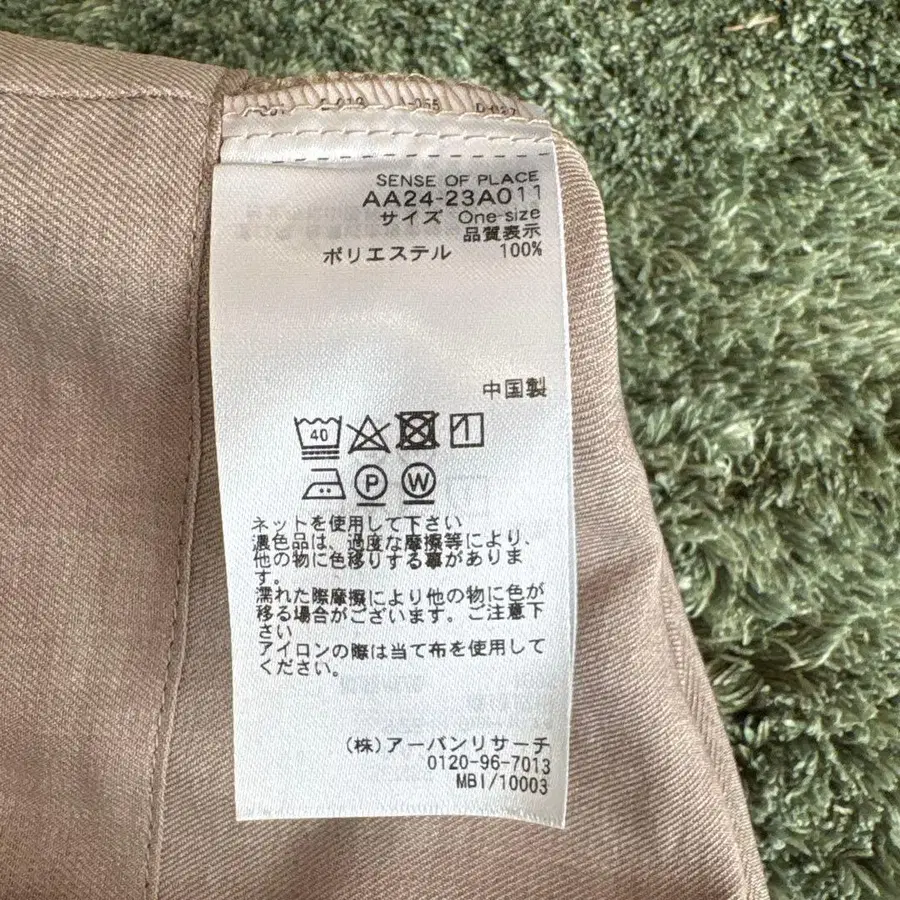 SENSE OF PLACE
AA24-23A011
サイズ One-size
品質表示
ポリエステル 100%
中国製
40
P W
ネットを使用して下さい
濃色品は、過度な摩擦等により、
他の物に色移りする事がありま
す。
濡れた際摩擦により他の物に色が
移る場合がございます。ご注意下
さい
アイロンの際は当て布を使用して
ください。
(株)アーバンリサーチ
0120-96-7013
MBI/10003